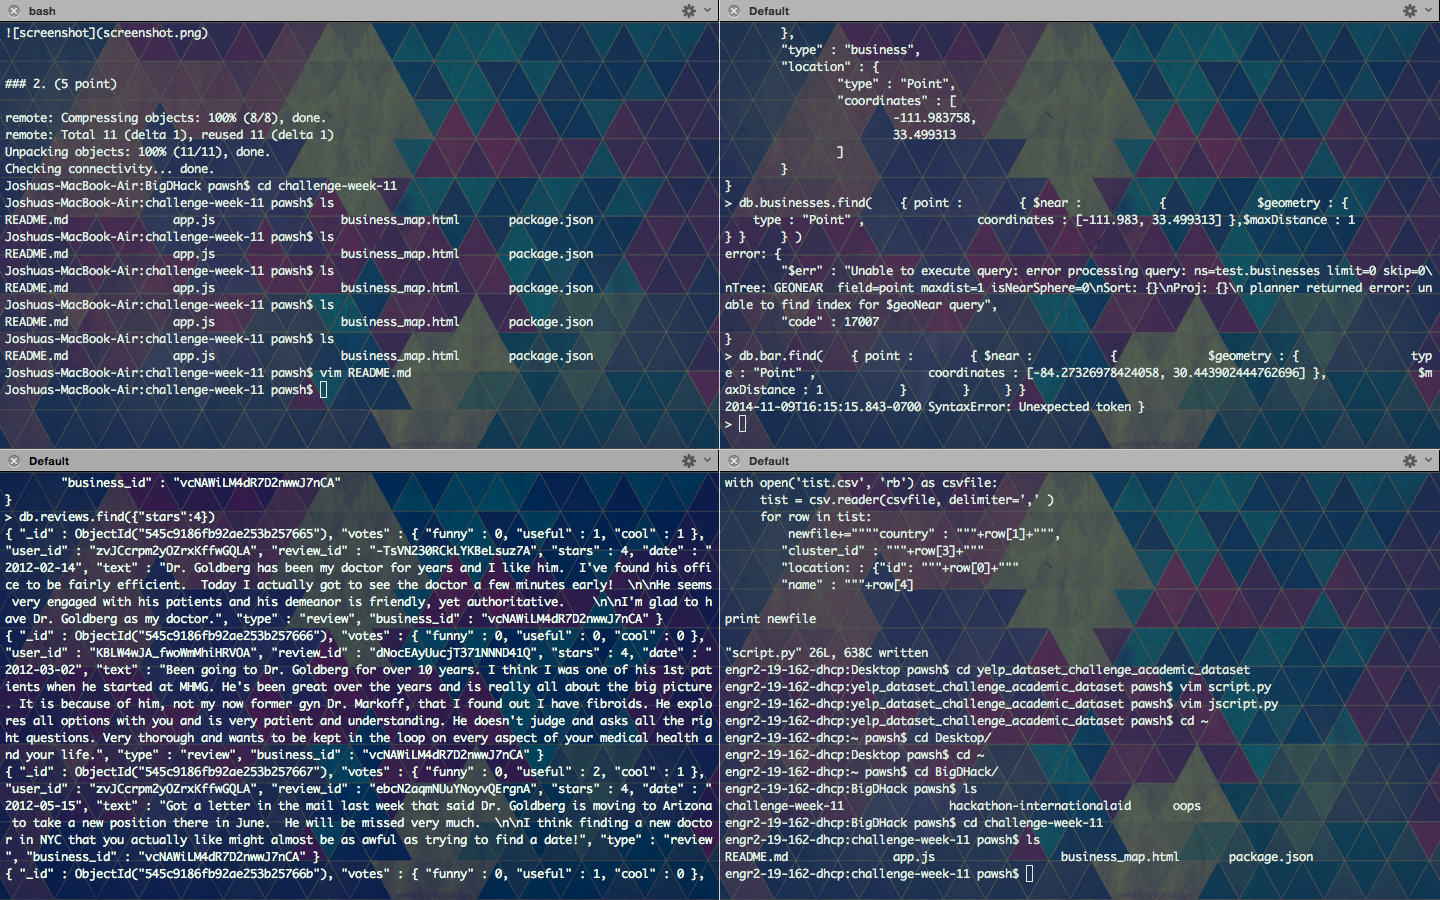 bash
![screenshot](screenshot.png)
### 2. (5 point)
remote: Compressing objects: 100% (8/8), done.
remote: Total 11 (delta 1), reused 11 (delta 1)
Unpacking objects: 100% (11/11), done.
Checking connectivity... done.
Joshuas-MacBook-Air:BigDHack pawsh$ cd challenge-week-11
Joshuas-MacBook-Air:challenge-week-11 pawsh$ ls
README.md app.js business_map.html package.json
Joshuas-MacBook-Air:challenge-week-11 pawsh$ ls
README.md app.js business_map.html package.json
Joshuas-MacBook-Air:challenge-week-11 pawsh$ ls
README.md app.js business_map.html package.json
Joshuas-MacBook-Air:challenge-week-11 pawsh$ ls
README.md app.js business_map.html package.json
Joshuas-MacBook-Air:challenge-week-11 pawsh$ ls
README.md app.js business_map.html package.json
Joshuas-MacBook-Air:challenge-week-11 pawsh$ vim README.md
Joshuas-MacBook-Air:challenge-week-11 pawsh$
Default
},
"type" : "business",
"location" : {
"type" : "Point",
"coordinates" : [
-111.983758,
33.499313
]
}
}
> db.businesses.find( { point : { $near : { $geometry : {
type : "Point" , coordinates : [-111.983, 33.499313] },$maxDistance : 1
} } } )
error: {
"$err" : "Unable to execute query: error processing query: ns=test.businesses limit=0 skip=0\
nTree: GEONEAR field=point maxdist=1 isNearSphere=0\nSort: {}\nProj: {}\n planner returned error: un
able to find index for $geoNear query",
"code" : 17007
}
> db.bar.find( { point : { $near : { $geometry : { typ
e : "Point" , coordinates : [-84.27326978424058, 30.443902444762696] }, $m
axDistance : 1 } } } }
2014-11-09T16:15:15.843-0700 SyntaxError: Unexpected token }
>
Default
"business_id" : "vcNAWiLM4dR7D2nwwJ7nCA"
}
> db.reviews.find({"stars":4})
{ "_id" : ObjectId("545c9186fb92ae253b257665"), "votes" : { "funny" : 0, "useful" : 1, "cool" : 1 },
"user_id" : "zvJCcrpm2yOZrxKffwGQLA", "review_id" : "-TsVN230RCkLYKBeLsuz7A", "stars" : 4, "date" : "
2012-02-14", "text" : "Dr. Goldberg has been my doctor for years and I like him.  I've found his offi
ce to be fairly efficient.  Today I actually got to see the doctor a few minutes early!  \n\nHe seems
very engaged with his patients and his demeanor is friendly, yet authoritative.    \n\nI'm glad to h
ave Dr. Goldberg as my doctor.", "type" : "review", "business_id" : "vcNAWiLM4dR7D2nwwJ7nCA" }
{ "_id" : ObjectId("545c9186fb92ae253b257666"), "votes" : { "funny" : 0, "useful" : 0, "cool" : 0 },
"user_id" : "KBLW4wJA_fwoWmMhiHRVOA", "review_id" : "dNocEAyUucjT371NNND41Q", "stars" : 4, "date" : "
2012-03-02", "text" : "Been going to Dr. Goldberg for over 10 years. I think I was one of his 1st pat
ients when he started at MHMG. He's been great over the years and is really all about the big picture
. It is because of him, not my now former gyn Dr. Markoff, that I found out I have fibroids. He explo
res all options with you and is very patient and understanding. He doesn't judge and asks all the rig
ht questions. Very thorough and wants to be kept in the loop on every aspect of your medical health a
nd your life.", "type" : "review", "business_id" : "vcNAWiLM4dR7D2nwwJ7nCA" }
{ "_id" : ObjectId("545c9186fb92ae253b257667"), "votes" : { "funny" : 0, "useful" : 2, "cool" : 1 },
"user_id" : "zvJCcrpm2yOZrxKffwGQLA", "review_id" : "ebcN2aqmNUuYNoyvQErgnA", "stars" : 4, "date" : "
2012-05-15", "text" : "Got a letter in the mail last week that said Dr. Goldberg is moving to Arizona
to take a new position there in June.  He will be missed very much.  \n\nI think finding a new docto
r in NYC that you actually like might almost be as awful as trying to find a date!", "type" : "review
", "business_id" : "vcNAWiLM4dR7D2nwwJ7nCA" }
{ "_id" : ObjectId("545c9186fb92ae253b25766b"), "votes" : { "funny" : 0, "useful" : 1, "cool" : 0 },
Default
with open('tist.csv', 'rb') as csvfile:
tist = csv.reader(csvfile, delimiter=',' )
for row in tist:
newfile+=""""country" : """+row[1]+""",
"cluster_id" : """+row[3]+"""
"location: : {"id": """+row[0]+"""
"name" : """+row[4]
print newfile
"script.py" 26L, 638C written
engr2-19-162-dhcp:Desktop pawsh$ cd yelp_dataset_challenge_academic_dataset
engr2-19-162-dhcp:yelp_dataset_challenge_academic_dataset pawsh$ vim script.py
engr2-19-162-dhcp:yelp_dataset_challenge_academic_dataset pawsh$ vim jscript.py
engr2-19-162-dhcp:yelp_dataset_challenge_academic_dataset pawsh$ cd ~
engr2-19-162-dhcp:~ pawsh$ cd Desktop/
engr2-19-162-dhcp:Desktop pawsh$ cd ~
engr2-19-162-dhcp:~ pawsh$ cd BigDHack/
engr2-19-162-dhcp:BigDHack pawsh$ ls
challenge-week-11 hackathon-internationalaid oops
engr2-19-162-dhcp:BigDHack pawsh$ cd challenge-week-11
engr2-19-162-dhcp:challenge-week-11 pawsh$ ls
README.md app.js business_map.html package.json
engr2-19-162-dhcp:challenge-week-11 pawsh$